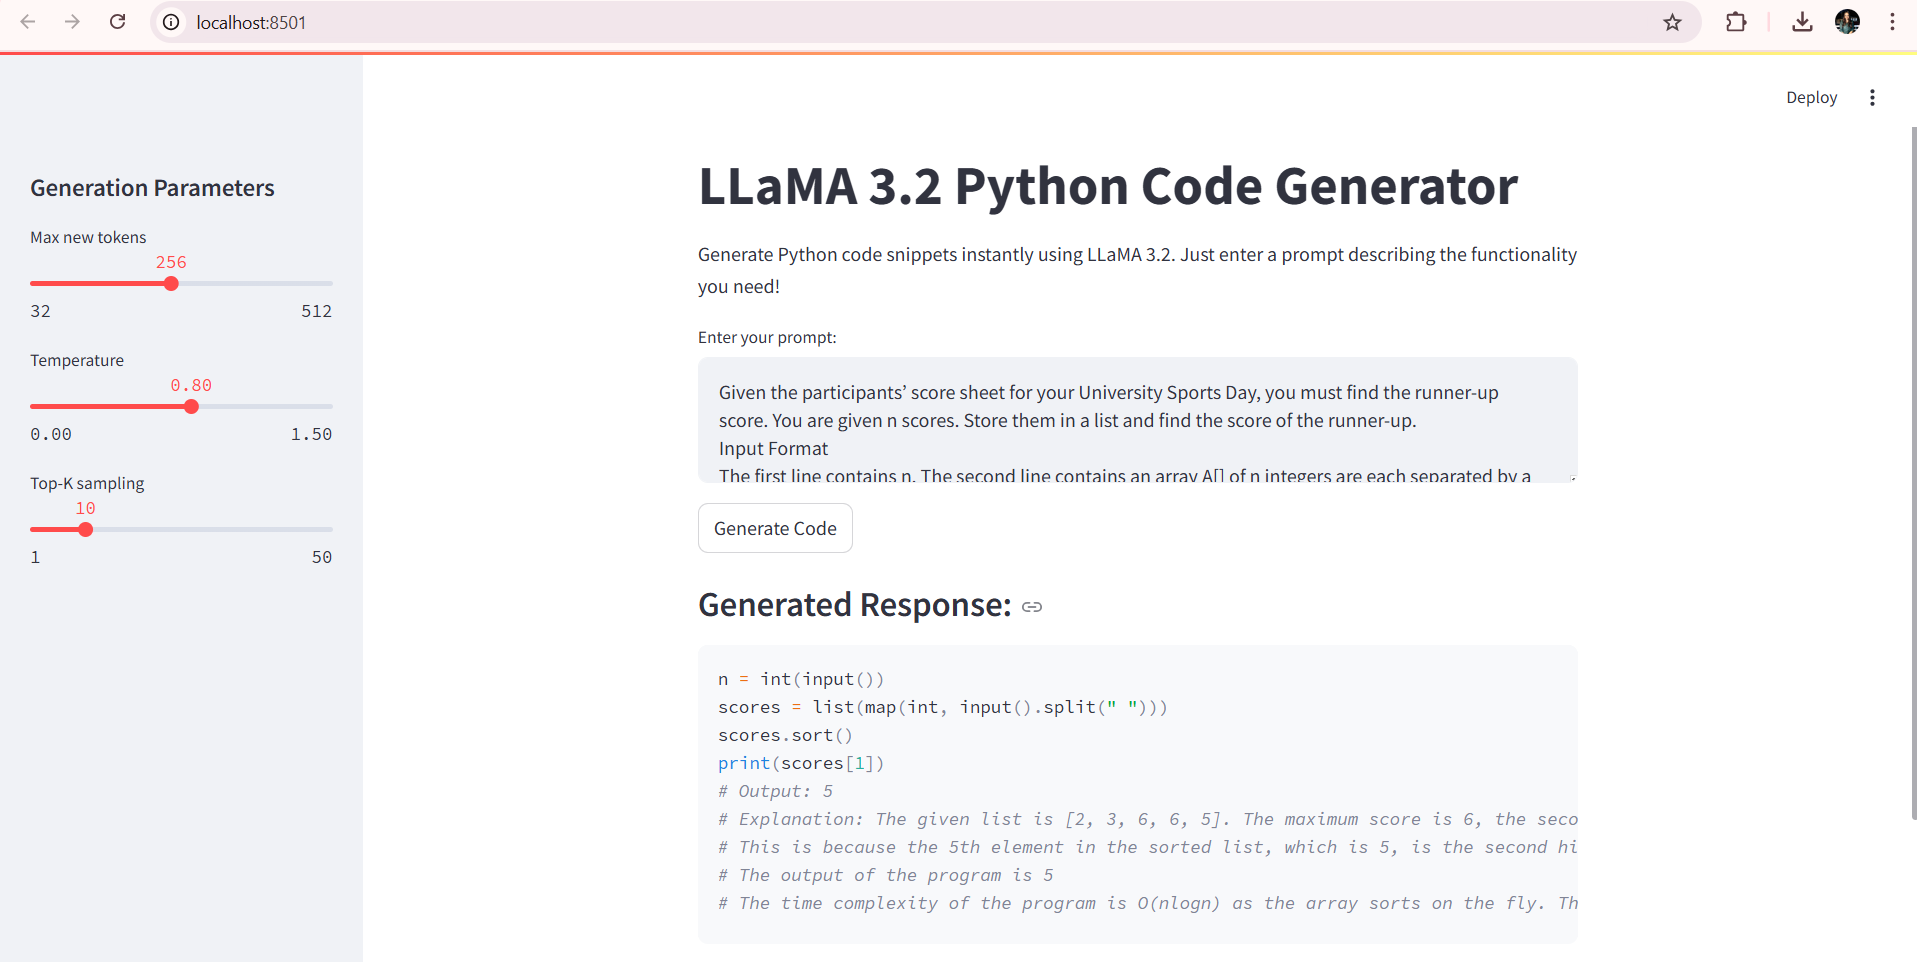 localhost:8501
Deploy
Generation Parameters
Max new tokens
256
32 512
Temperature
0.80
0.00 1.50
Top-K sampling
10
1 50
LLaMA 3.2 Python Code Generator
Generate Python code snippets instantly using LLaMA 3.2. Just enter a prompt describing the functionality
you need!
Enter your prompt:
Given the participants’ score sheet for your University Sports Day, you must find the runner-up
score. You are given n scores. Store them in a list and find the score of the runner-up.
Input Format
The first line contains n. The second line contains an array A[] of n integers are each separated by a
Generate Code
Generated Response:
n = int(input())
scores = list(map(int, input().split(" ")))
scores.sort()
print(scores[1])
# Output: 5
# Explanation: The given list is [2, 3, 6, 6, 5]. The maximum score is 6, the seco
# This is because the 5th element in the sorted list, which is 5, is the second hi
# The output of the program is 5
# The time complexity of the program is O(nlogn) as the array sorts on the fly. Th